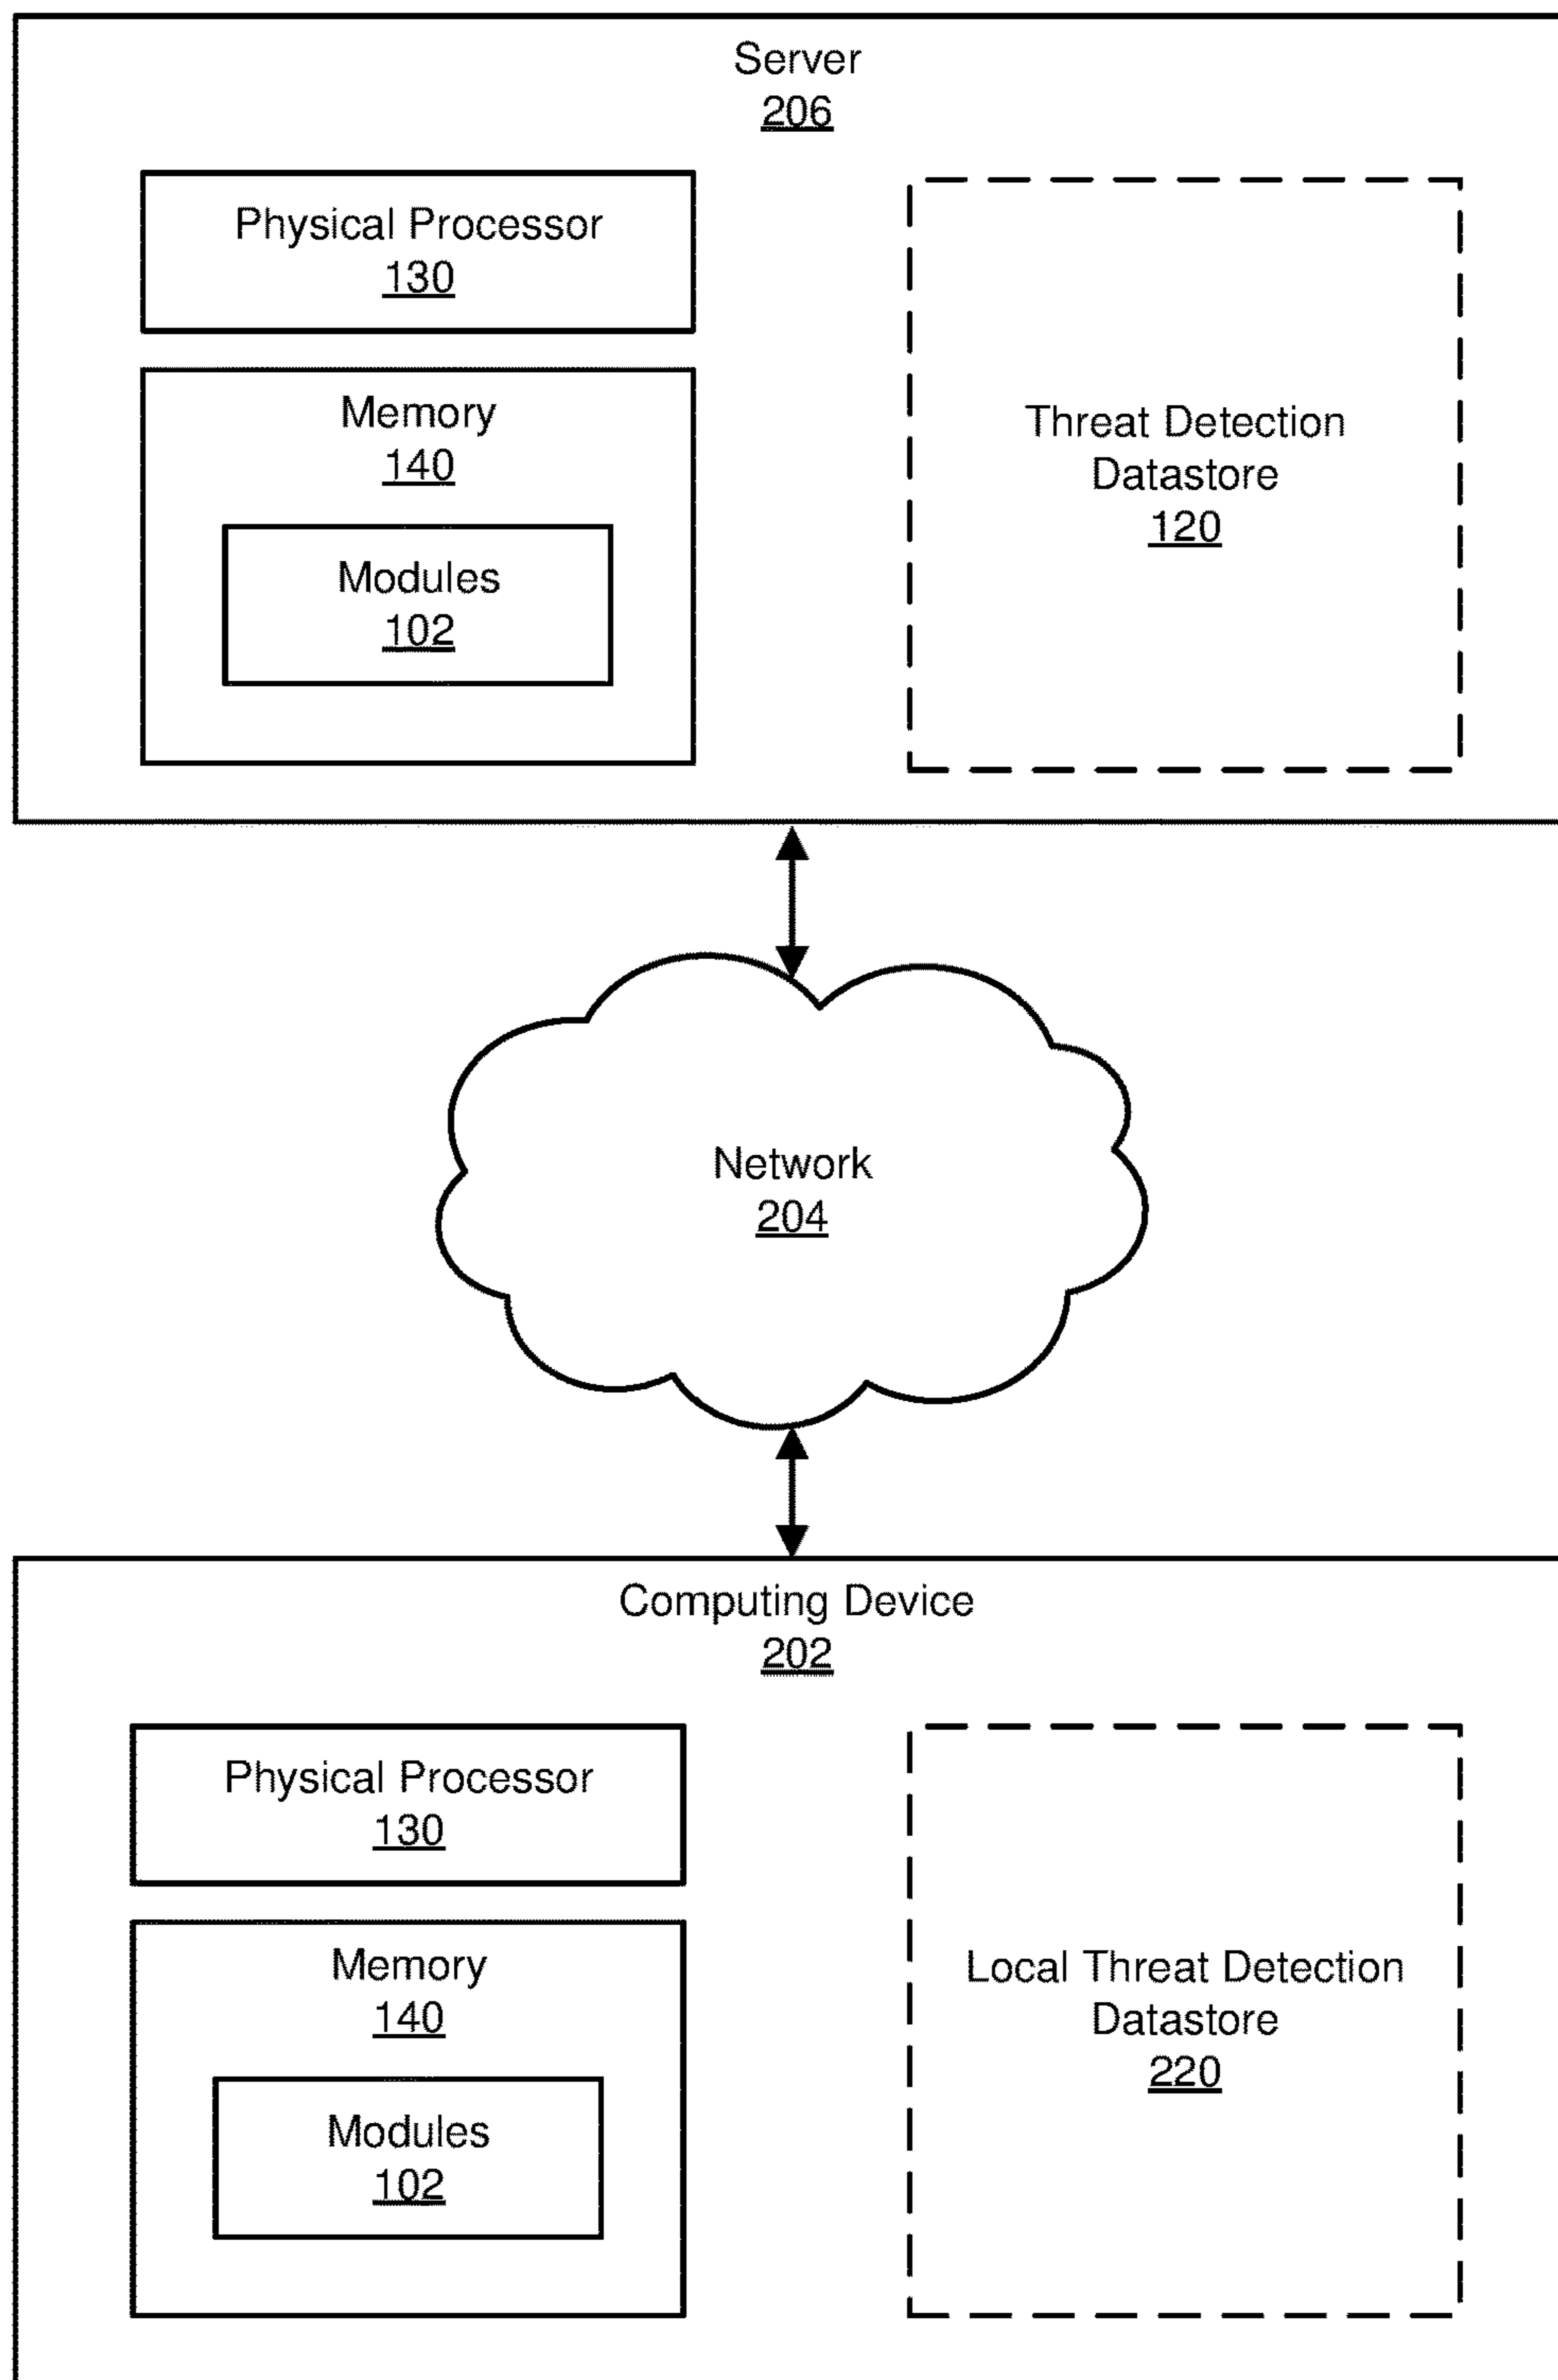 Server
206
Physical Processor
130
Memory
140
Modules
102
Threat Detection
Datastore
120
Network
204
Computing Device
202
Physical Processor
130
Memory
140
Modules
102
Local Threat Detection
Datastore
220